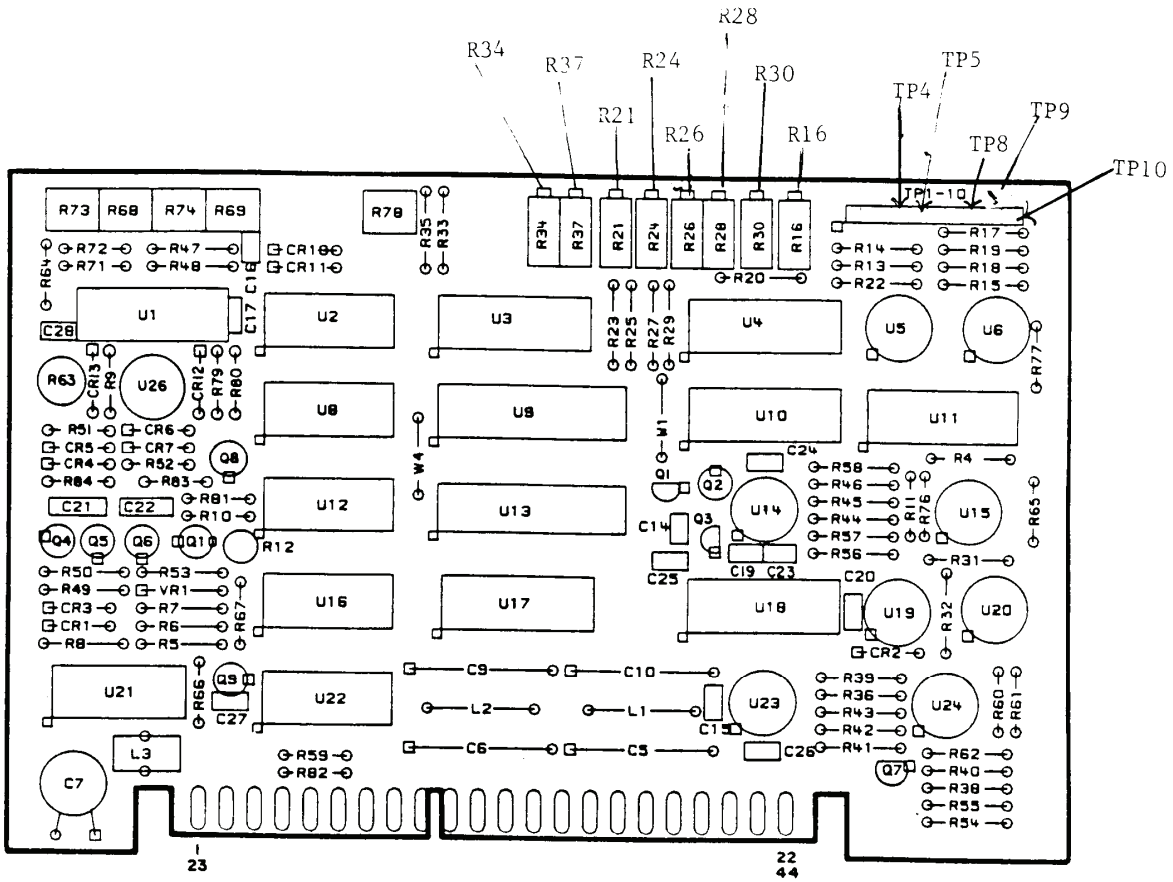 R28
R34 R24 TP5
R37 R30
TP4
R21 TP9
R26 R16 TP8
TP10
TP1-10
R73 R68 R74 R69 R78 R35 R33 R34 R37 R21 R24 R26 R28 R30 R16
R17
R72 R47 CR18 R14 R19
R64 R71 R48 C18 CR11 R13 R18
R20 R22 R15
C28 U1 C17 U2 U3 R23 R25 R27 R29 U4 U5 U6
R77
R63 CR13 R9 U26 CR12 R79 R80
U8 U9 W1 U10 U11
R51 CR6
CR5 CR7 Q8 W4 C24 R4
CR4 R52 Q1 R58
R84 R83 Q2 R46
C21 C22 R81 U12 U13 U14 R45 R11 R76 U15 R65
R10 Q3 R44
Q4 Q5 Q6 Q10 R12 C14 R57
R56
R50 R53 C25 C19 C23 R31
R49 VR1 C20
CR3 R7 R67 U16 U17 U18 U19 R32 U20
CR1 R6
R8 R5 CR2
C9 C10
U21 R66 Q9 U22 R39 R60 R61
C27 L2 L1 C15 U23 R36 U24
R43
R42
L3 R59 C6 C5 C26 R41 R62
R82 Q7 R40
C7 R38
R55
R54
1 22
23 44